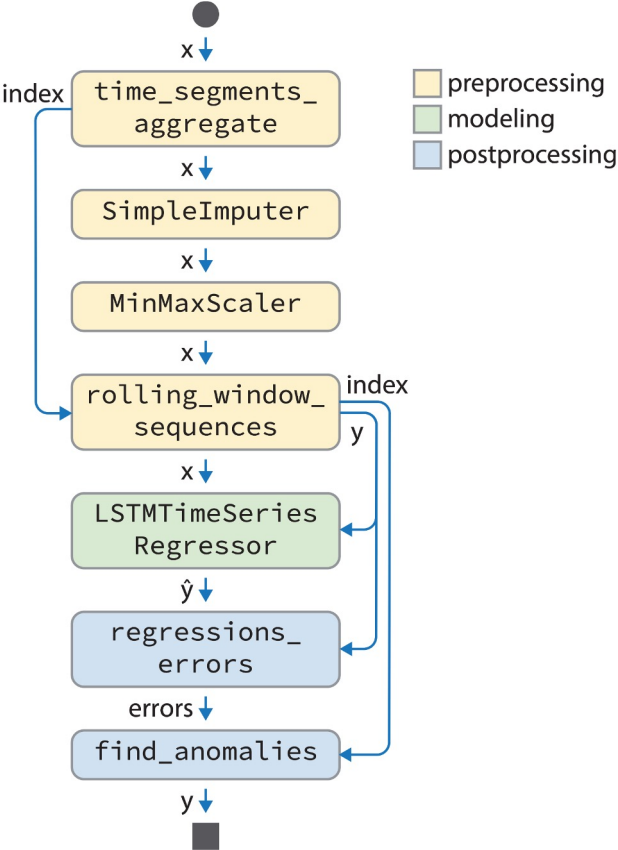 x
index
time_segments_
aggregate
x
SimpleImputer
x
MinMaxScaler
x
rolling_window_
sequences
index
y
x
LSTMTimeSeries
Regressor
ŷ
regressions_
errors
errors
find_anomalies
y
preprocessing
modeling
postprocessing